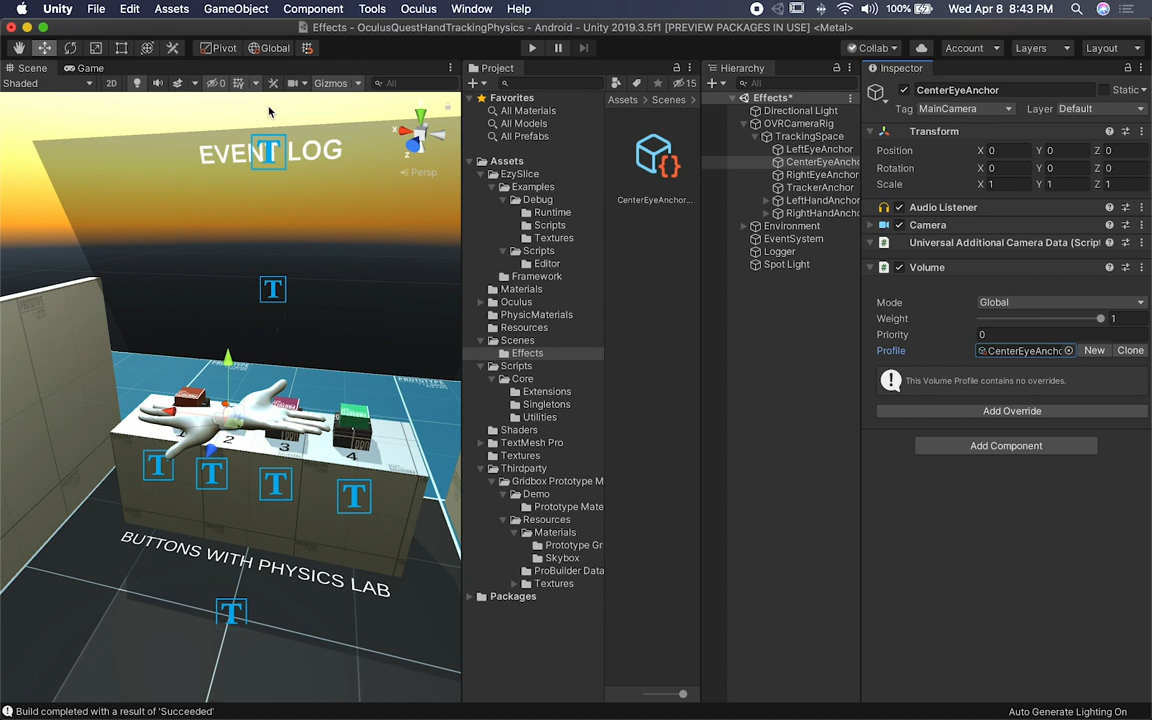 Unity File Edit Assets GameObject Component Tools Oculus Window Help 100% Wed Apr 8 8:43 PM
Effects - OculusQuestHandTrackingPhysics - Android - Unity 2019.3.5f1 [PREVIEW PACKAGES IN USE] <Metal>
Pivot Global Collab Account Layers Layout
Scene Game Project Hierarchy Inspector
Shaded 2D 0 Gizmos All
15
All
CenterEyeAnchor Static
Tag MainCamera Layer Default
Favorites
All Materials
All Models
All Prefabs
Assets
EzySlice
Examples
Debug
Runtime
Scripts
Textures
Scripts
Editor
Framework
Materials
Oculus
PhysicMaterials
Resources
Scenes
Effects
Scripts
Core
Extensions
Singletons
Utilities
Shaders
TextMesh Pro
Textures
Thirdparty
Gridbox Prototype M
Demo
Prototype Mate
Resources
Materials
Prototype Gr
Skybox
ProBuilder Data
Textures
Packages
Assets Scenes
CenterEyeAnchor...
Effects*
Directional Light
OVRCameraRig
TrackingSpace
LeftEyeAnchor
CenterEyeAncho
RightEyeAnchor
TrackerAnchor
LeftHandAnchor
RightHandAncho
Environment
EventSystem
Logger
Spot Light
Transform
Position X 0 Y 0 Z 0
Rotation X 0 Y 0 Z 0
Scale X 1 Y 1 Z 1
Audio Listener
Camera
Universal Additional Camera Data (Script
Volume
Mode Global
Weight 1
Priority 0
Profile CenterEyeAncho New Clone
This Volume Profile contains no overrides.
Add Override
Add Component
EVENT LOG
T
x
z
Persp
T
2
3
4
T T T T
BUTTONS WITH PHYSICS LAB
T
Build completed with a result of 'Succeeded'
Auto Generate Lighting On